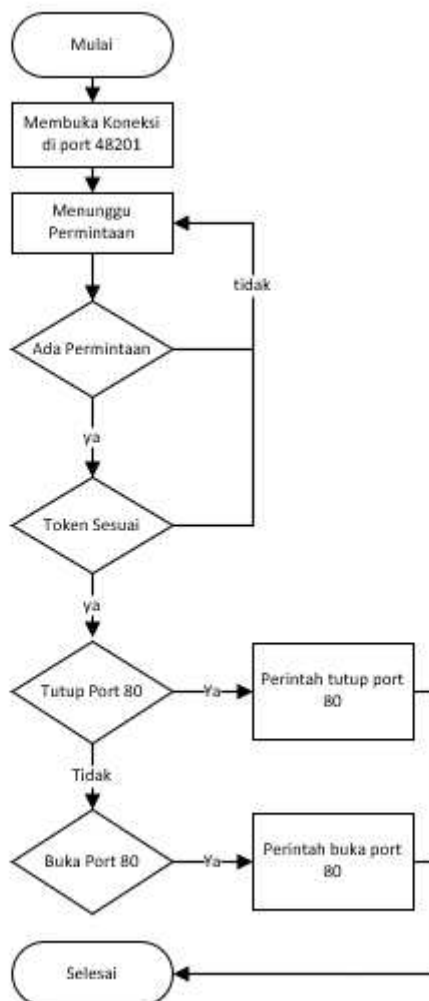 Mulai
Membuka Koneksi
di port 48201
Menunggu
Permintaan
tidak
Ada Permintaan
ya
Token Sesuai
ya
Tutup Port 80
Ya
Perintah tutup port
80
Tidak
Buka Port 80
Ya
Perintah buka port
80
Selesai